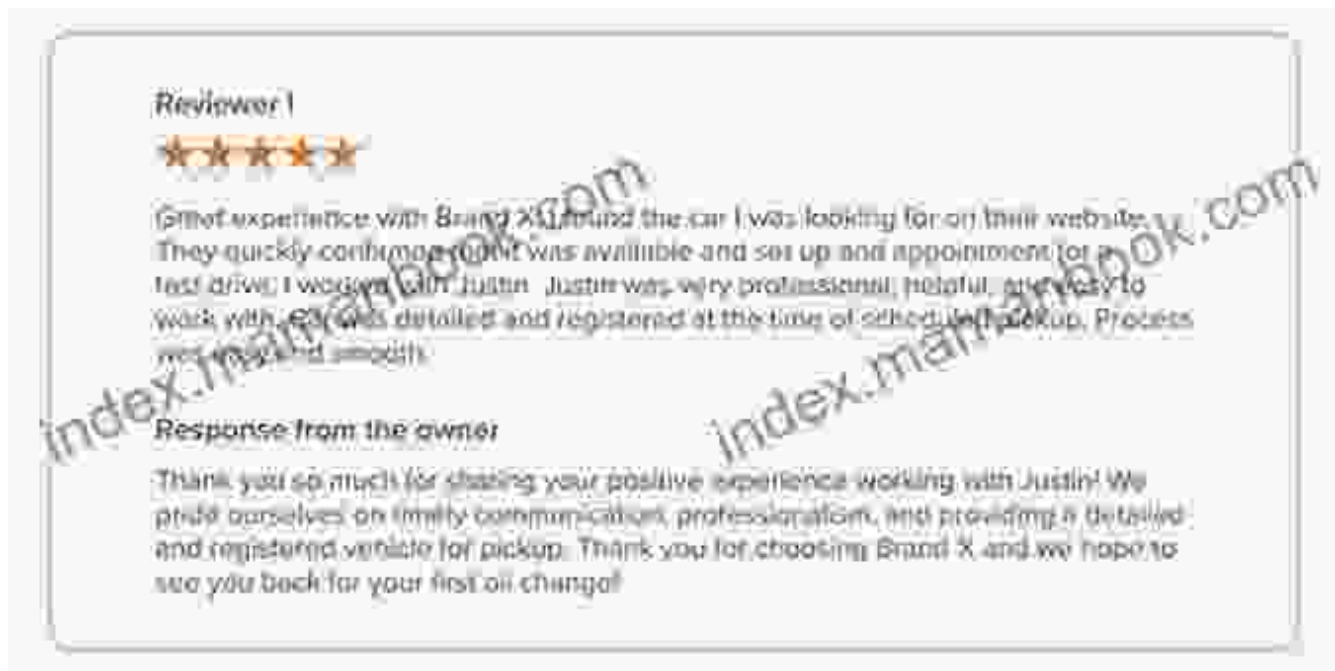 Reviewer 1
Great experience with Brand X! I found the car I was looking for on their website.
They quickly confirmed that it was available and set up and appointment for a
test drive. I worked with Justin. Justin was very professional, helpful, and easy to
work with. Car was detailed and registered at the time of scheduled pickup. Process
was easy and smooth.
Response from the owner
Thank you so much for sharing your positive experience working with Justin! We
pride ourselves on timely communication, professionalism, and providing a detailed
and registered vehicle for pickup. Thank you for choosing Brand X and we hope to
see you back for your first oil change!
index.mamanbook.com
index.mamanbook.com